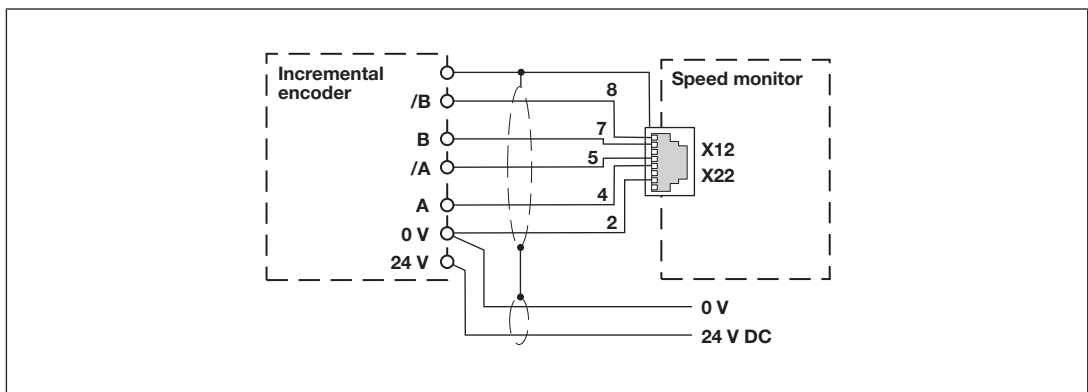 Incremental
encoder
Speed monitor
/B
8
B
7
X12
/A
5
X22
A
4
0 V
2
24 V
0 V
24 V DC